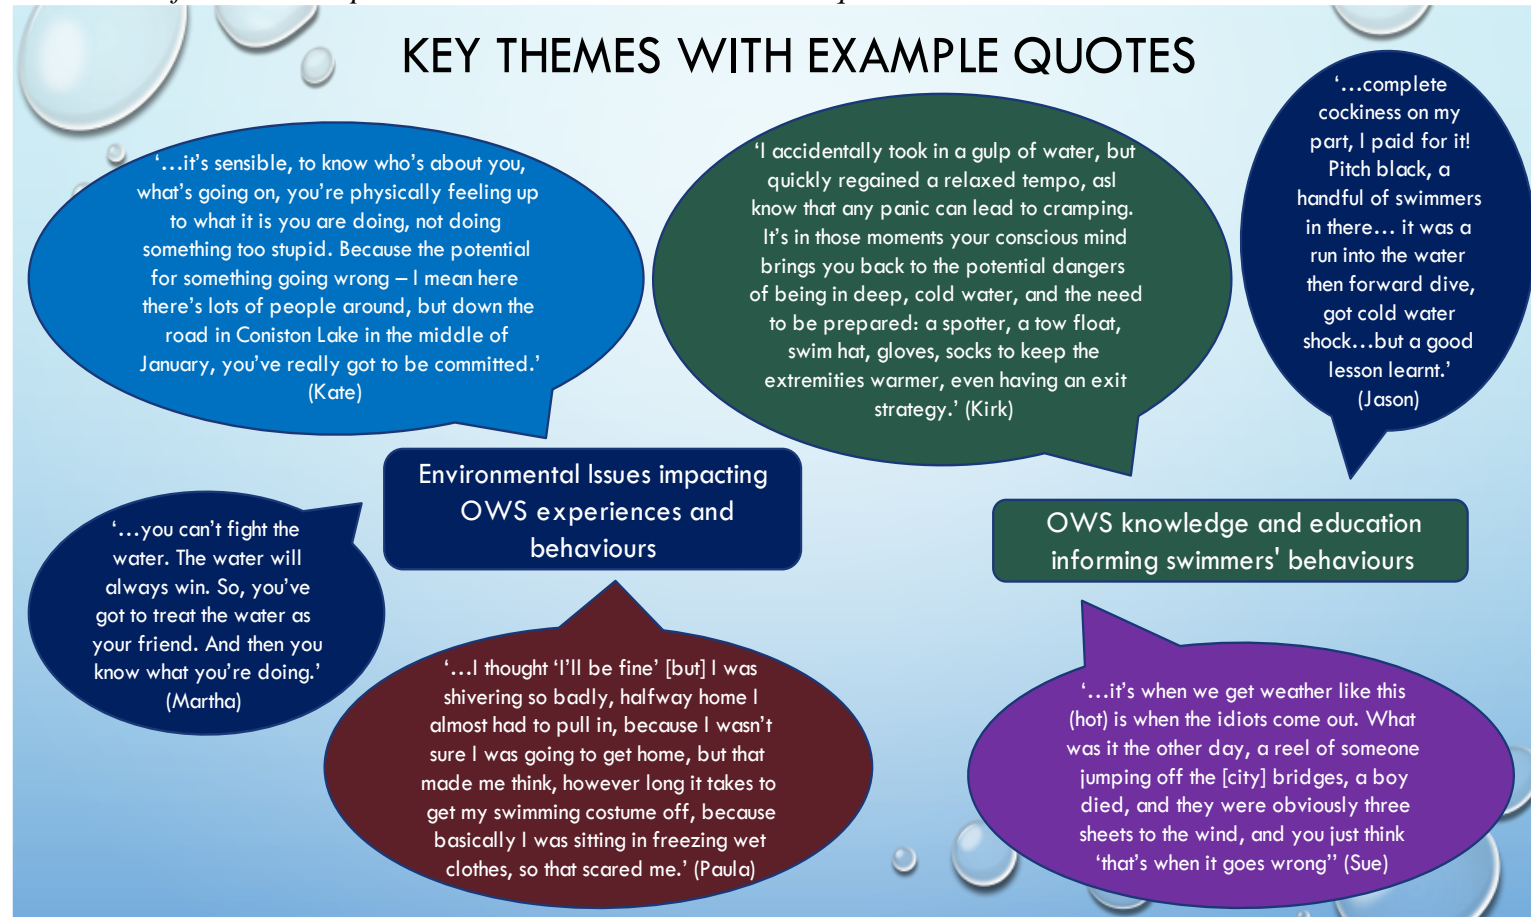 KEY THEMES WITH EXAMPLE QUOTES
‘…it’s sensible, to know who’s about you,
what’s going on, you’re physically feeling up
to what it is you are doing, not doing
something too stupid. Because the potential
for something going wrong – I mean here
there’s lots of people around, but down the
road in Coniston Lake in the middle of
January, you’ve really got to be committed.’
(Kate)
‘I accidentally took in a gulp of water, but
quickly regained a relaxed tempo, asI
know that any panic can lead to cramping.
It’s in those moments your conscious mind
brings you back to the potential dangers
of being in deep, cold water, and the need
to be prepared: a spotter, a tow float,
swim hat, gloves, socks to keep the
extremities warmer, even having an exit
strategy.’ (Kirk)
‘…complete
cockiness on my
part, I paid for it!
Pitch black, a
handful of swimmers
in there… it was a
run into the water
then forward dive,
got cold water
shock…but a good
lesson learnt.’
(Jason)
Environmental Issues impacting
OWS experiences and
behaviours
OWS knowledge and education
informing swimmers' behaviours
‘…you can’t fight the
water. The water will
always win. So, you’ve
got to treat the water as
your friend. And then you
know what you’re doing.’
(Martha)
‘…I thought ‘I’ll be fine’ [but] I was
shivering so badly, halfway home I
almost had to pull in, because I wasn’t
sure I was going to get home, but that
made me think, however long it takes to
get my swimming costume off, because
basically I was sitting in freezing wet
clothes, so that scared me.’ (Paula)
‘…it’s when we get weather like this
(hot) is when the idiots come out. What
was it the other day, a reel of someone
jumping off the [city] bridges, a boy
died, and they were obviously three
sheets to the wind, and you just think
‘that’s when it goes wrong’’ (Sue)